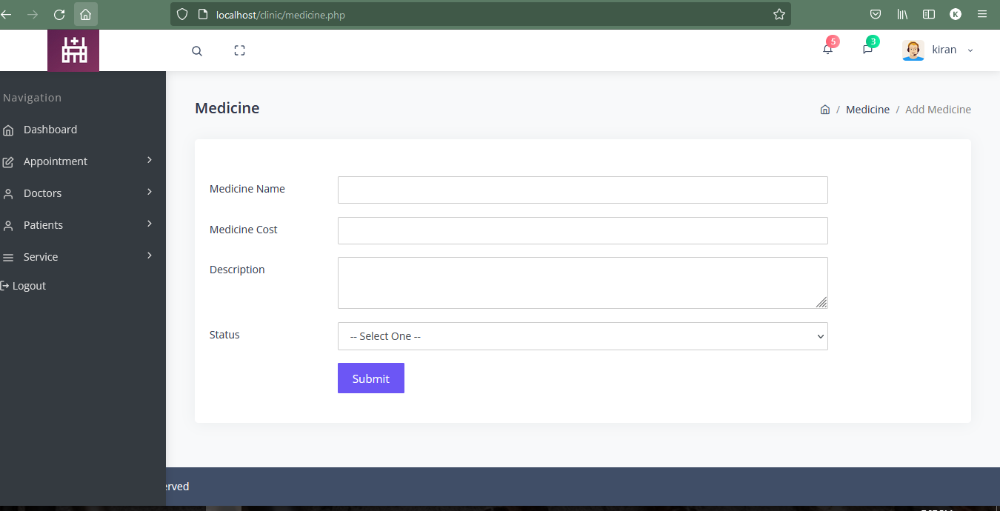 localhost/clinic/medicine.php
K
5
3
kiran
Navigation
Dashboard
Appointment
Doctors
Patients
Service
Logout
Medicine
/ Medicine / Add Medicine
Medicine Name
Medicine Cost
Description
Status
-- Select One --
Submit
erved